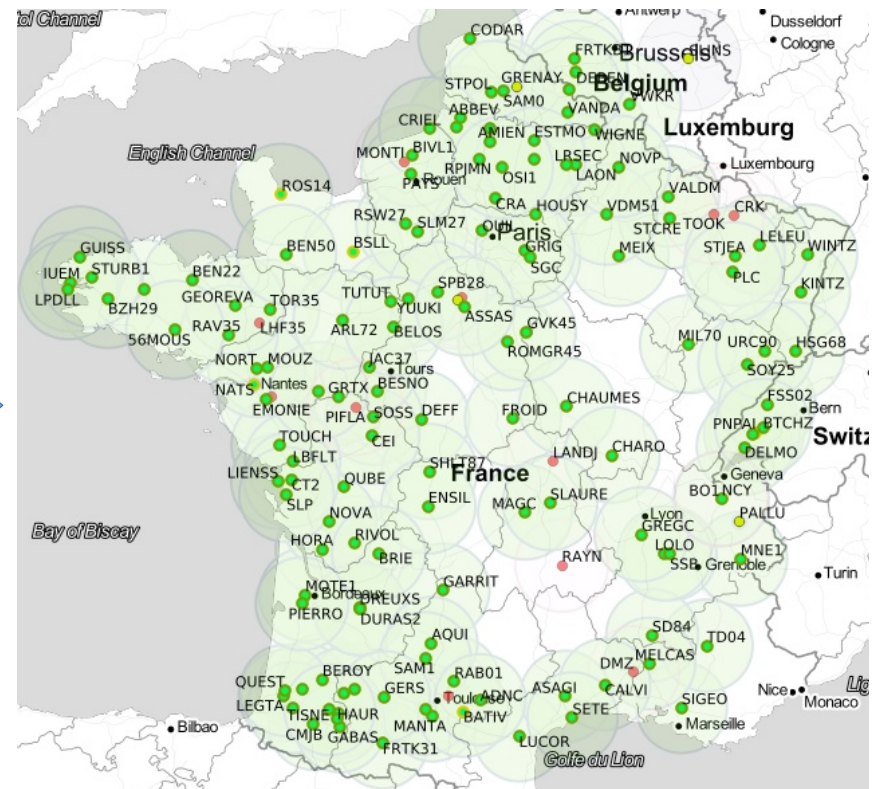 tol Channel
Antwerp
Dusseldorf
Cologne
CODAR
FRTK
Brussels
Belgium
STPOL
GRENAY
SAM0
DEDEN
VANDA
VWKR
ABBEV
CRIEL
AMIEN
ESTMO
WIGNE
Luxemburg
English Channel
MONTI
BIVL1
PAYS
Rouen
RPJMN
OSI1
LRSEC
LAON
NOVP
Luxembourg
ROS14
CRA
HOUSY
VALDM
VDM51
STCRE
TOOK
CRK
RSW27
SLM27
Paris
GUISS
BEN50
BSLL
GRIG
SGC
MEIX
STJEA
LELEU
WINTZ
IUEM
STURB1
BEN22
PLC
LPDLL
BZH29
GEOREVA
TOR35
TUTUT
YUUKI
SPB28
ASSAS
KINTZ
56MOUS
RAV35
LHF35
ARL72
BELOS
GVK45
ROMGR45
MIL70
URC90
HSG68
SOY25
NORT
MOUZ
JAC37
Tours
NATS
Nantes
GRTX
BESNO
EMONIE
PIFLA
SOSS
DEFF
FROID
CHAUMES
FSS02
Bern
PNPAI
BTCHZ
DELMO
Switz
TOUCH
CEI
LBFLT
LIENSS
CT2
SLP
QUBE
SHLT87
France
LANDJ
CHARO
Geneva
BO1NCY
ENSIL
MAGC
SLAURE
Lyon
GREGC
PALLU
Bay of Biscay
NOVA
HORA
RIVOL
BRIE
LOLO
SSB
Grenoble
MNE1
RAYN
Turin
MOTE1
Bordeaux
PIERRO
DREUXS
DURAS2
GARRIT
SD84
TD04
AQUI
SAM1
DMZ
MELCAS
QUEST
BEROY
RAB01
LEGTA
GERS
Toulouse
ADNC
ASAGI
CALVI
SIGEO
Nice
Monaco
Lig
TISNE
HAUR
MANTA
BATIV
SETE
Marseille
Bilbao
CMJB
GABAS
FRTK31
LUCOR
Golfe du Lion